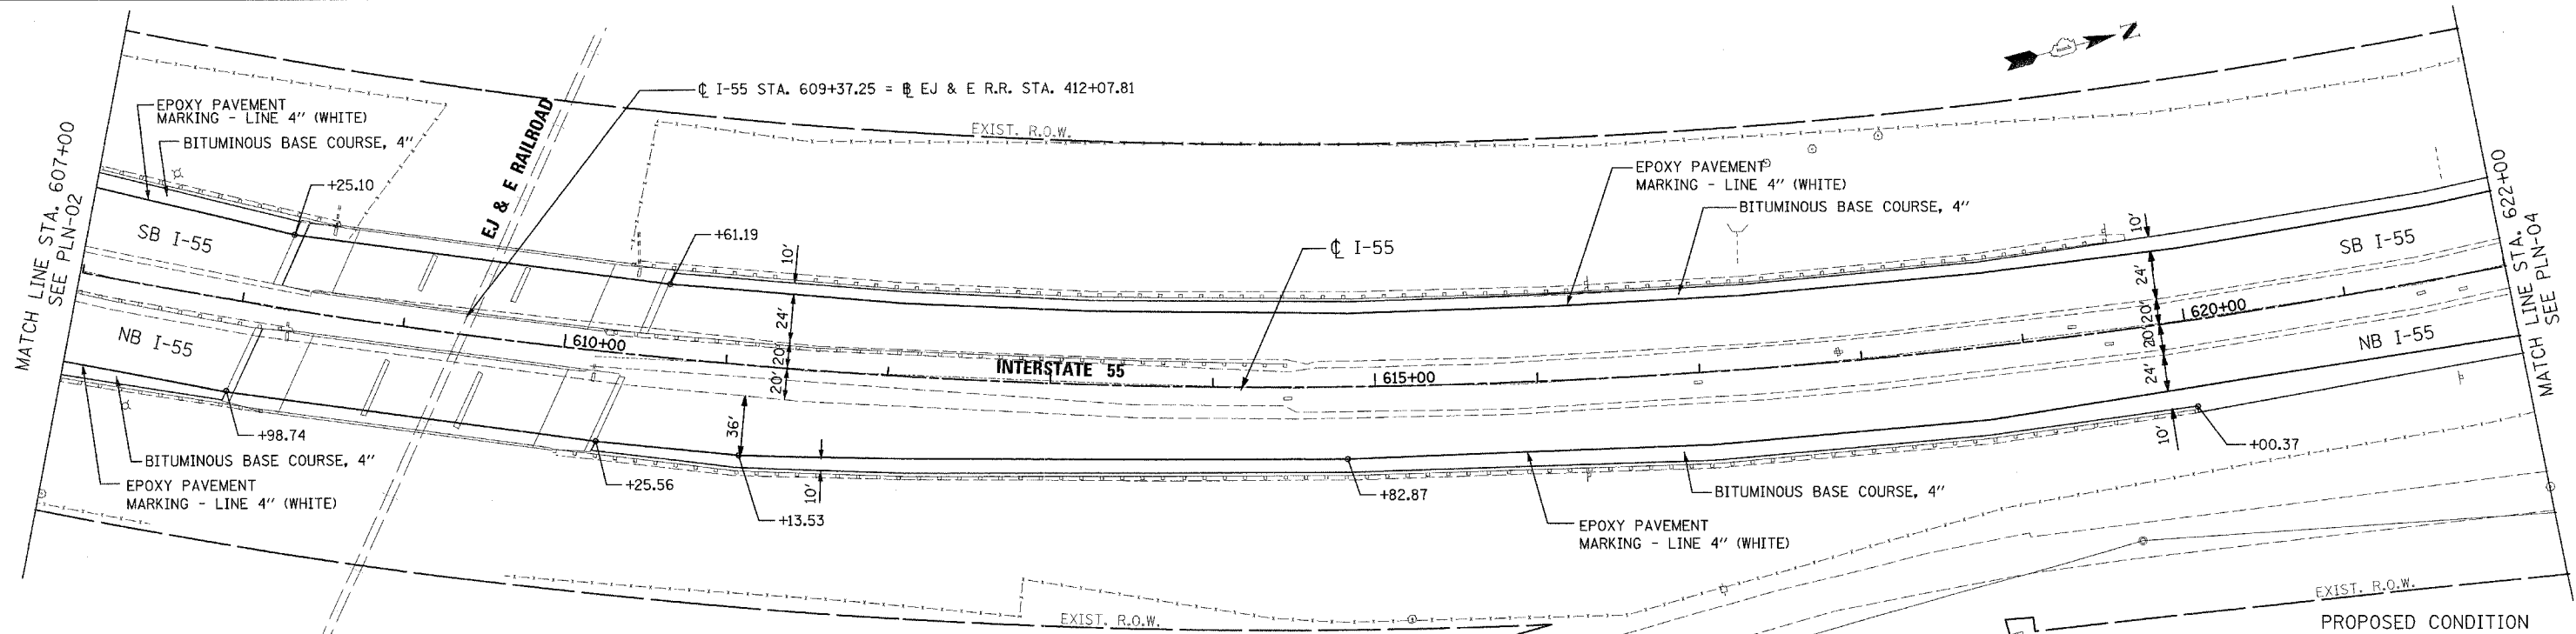 MATCH LINE STA. 607+00
SEE PLN-02
EPOXY PAVEMENT
MARKING - LINE 4" (WHITE)
BITUMINOUS BASE COURSE, 4"
+25.10
SB I-55
NB I-55
EJ & E RAILROAD
℄ I-55 STA. 609+37.25 = B̲L EJ & E R.R. STA. 412+07.81
EXIST. R.O.W.
+61.19
10'
24'
20'
20'
36'
10'
610+00
INTERSTATE 55
℄ I-55
615+00
EPOXY PAVEMENT
MARKING - LINE 4" (WHITE)
BITUMINOUS BASE COURSE, 4"
N
10'
24'
20'
20'
24'
10'
620+00
SB I-55
NB I-55
MATCH LINE STA. 622+00
SEE PLN-04
+98.74
BITUMINOUS BASE COURSE, 4"
EPOXY PAVEMENT
MARKING - LINE 4" (WHITE)
+25.56
+13.53
+82.87
+00.37
BITUMINOUS BASE COURSE, 4"
EPOXY PAVEMENT
MARKING - LINE 4" (WHITE)
EXIST. R.O.W.
EXIST. R.O.W.
PROPOSED CONDITION